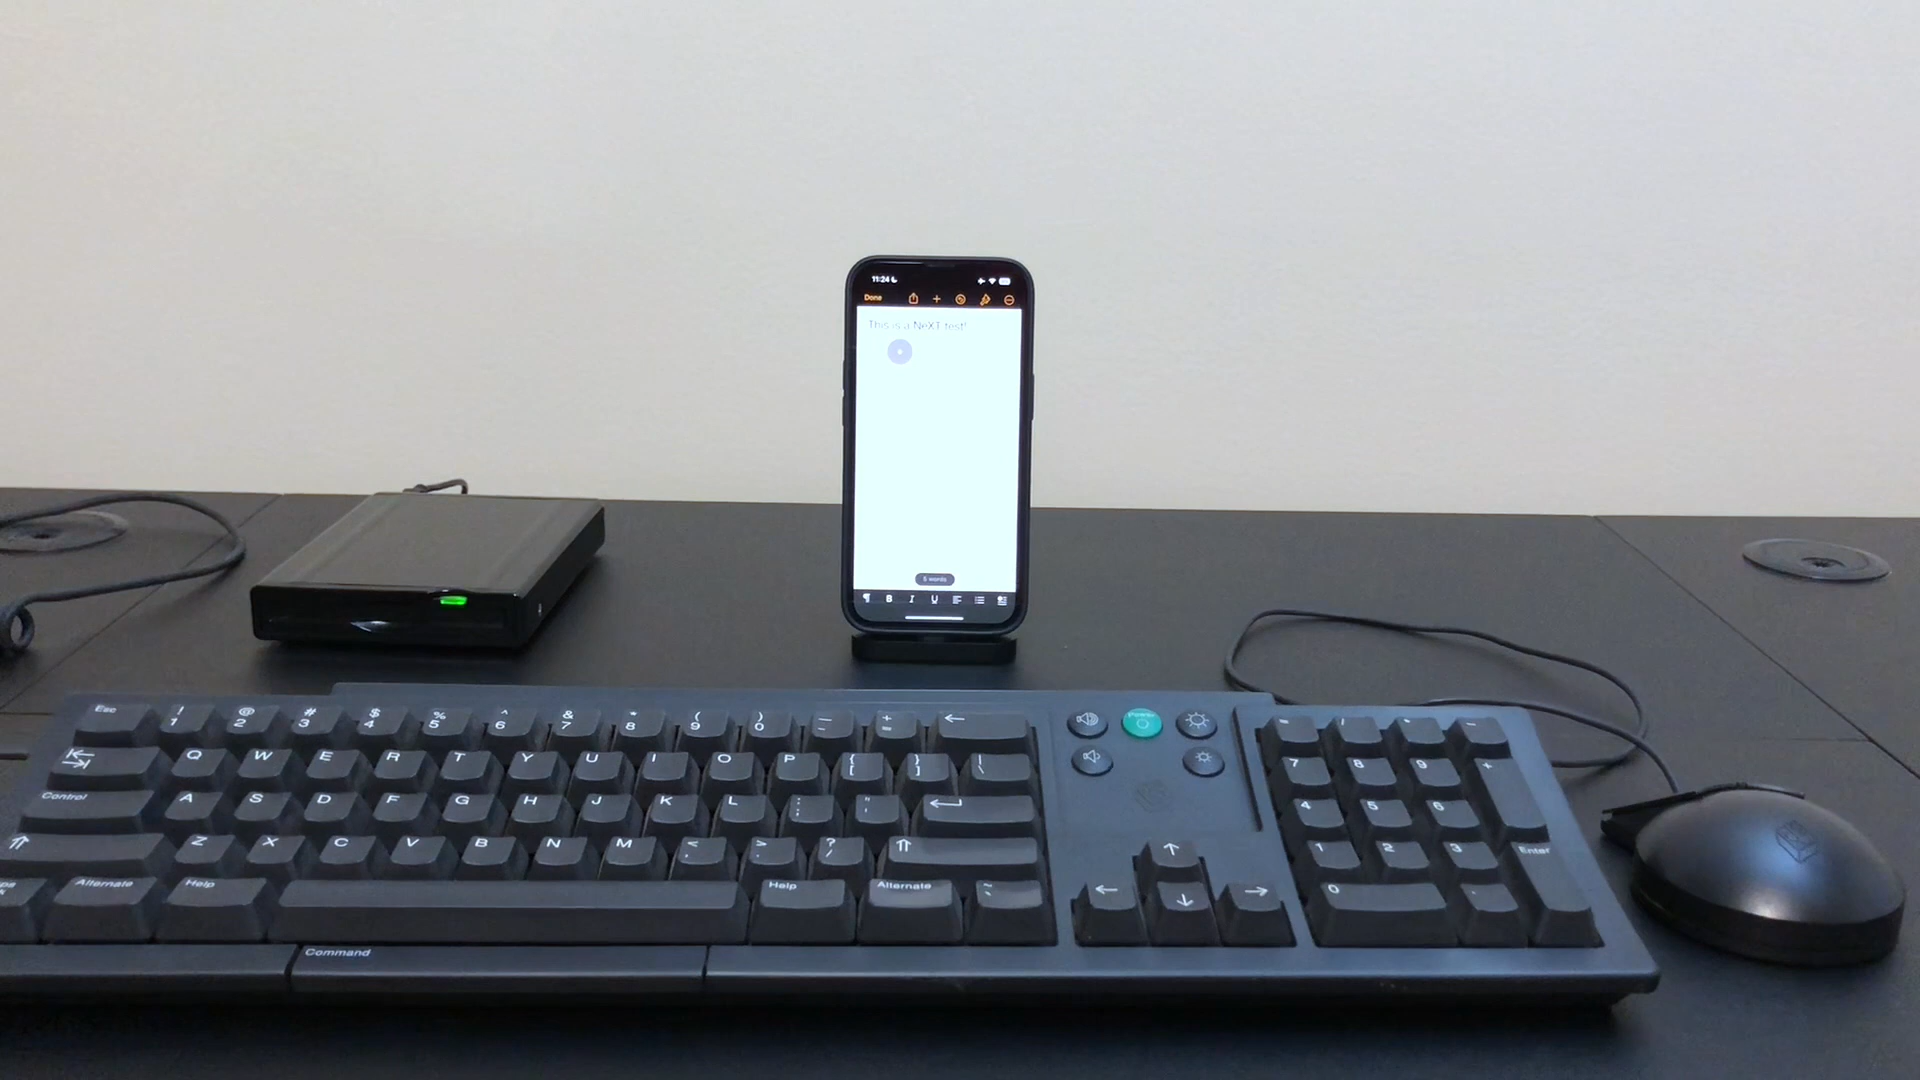 11:24
Done
This is a NeXT test!
5 words
Esc ! 1 @ 2 # 3 $ 4 % 5 ^ 6 & 7 * 8 ( 9 ) 0 — – + =
Power
Q W E R T Y U I O P { [ } ] | \
Control A S D F G H J K L : ; " '
Z X C V B N M < , > . ? /
Alternate Help Help Alternate ~ `
Command
= / * –
7 8 9 +
4 5 6
1 2 3 Enter
0 .